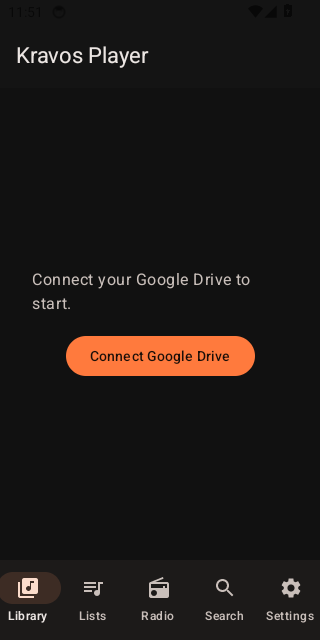 11:51
Kravos Player
Connect your Google Drive to
start.
Connect Google Drive
Library
Lists
Radio
Search
Settings